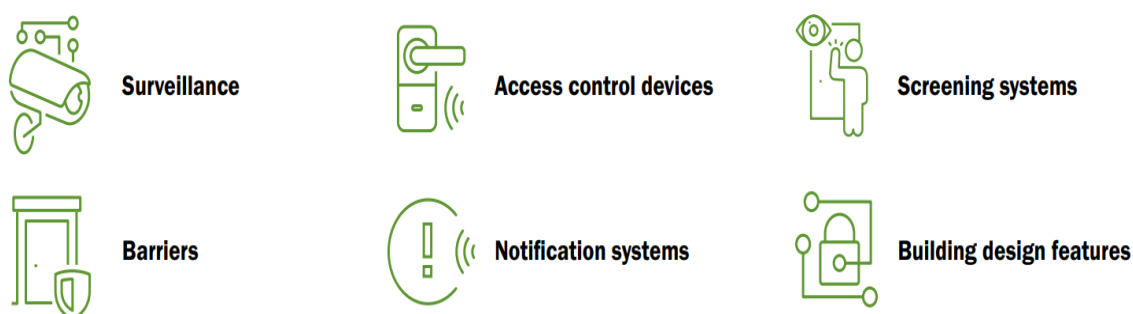 Surveillance
Access control devices
Screening systems
Barriers
Notification systems
Building design features